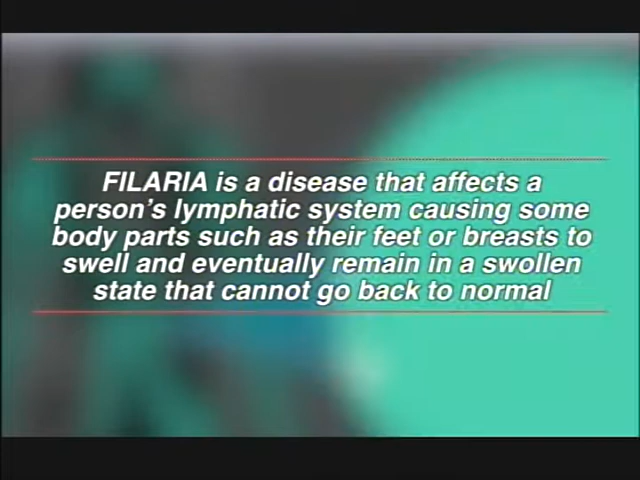 FILARIA is a disease that affects a
person's lymphatic system causing some
body parts such as their feet or breasts to
swell and eventually remain in a swollen
state that cannot go back to normal